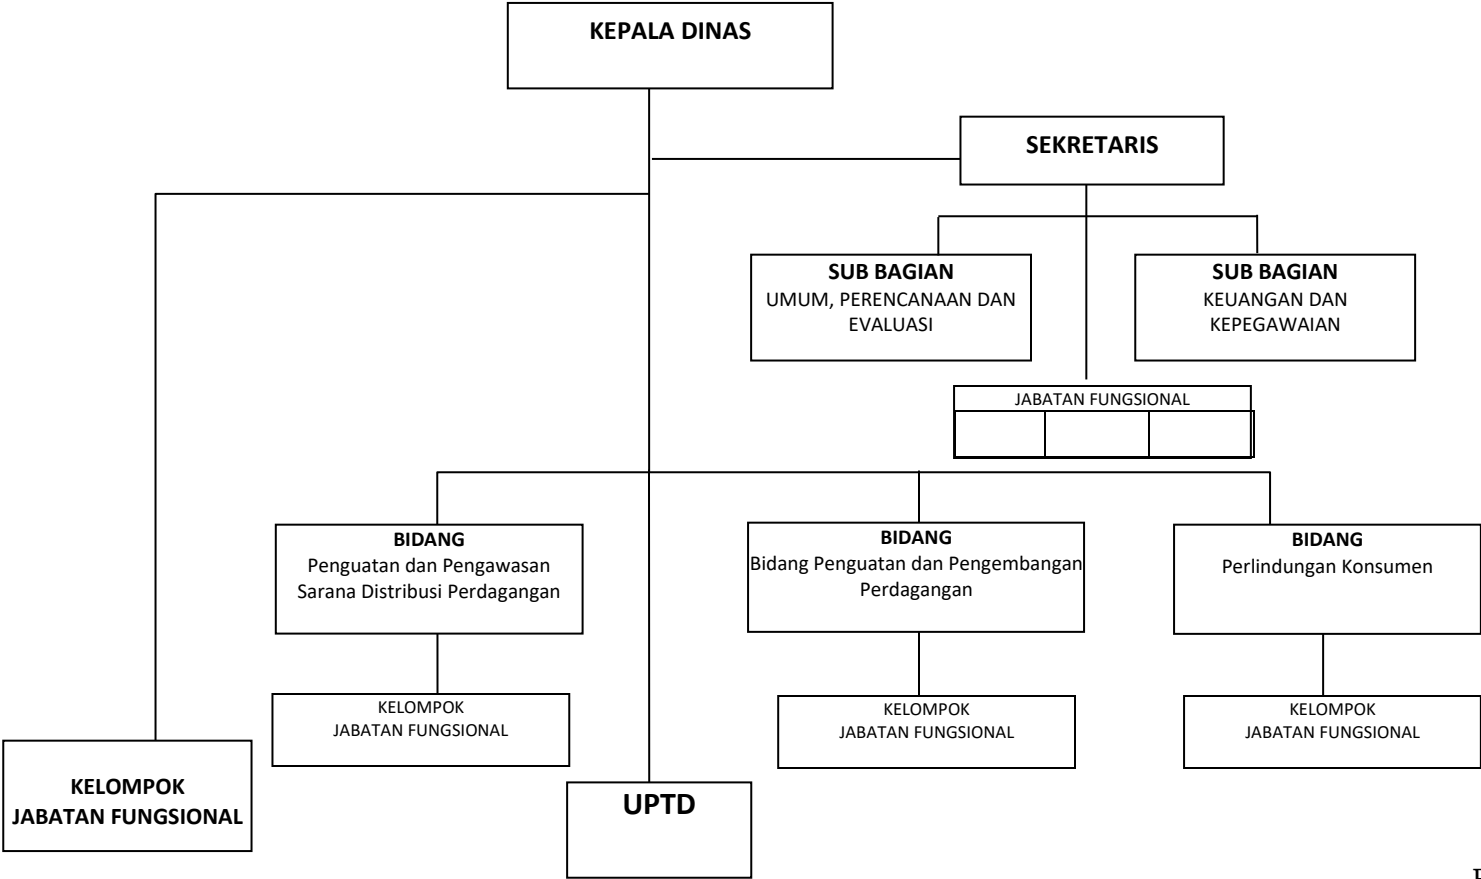 KEPALA DINAS
SEKRETARIS
SUB BAGIAN
UMUM, PERENCANAAN DAN
EVALUASI
SUB BAGIAN
KEUANGAN DAN
KEPEGAWAIAN
JABATAN FUNGSIONAL
BIDANG
Penguatan dan Pengawasan
Sarana Distribusi Perdagangan
BIDANG
Bidang Penguatan dan Pengembangan
Perdagangan
BIDANG
Perlindungan Konsumen
KELOMPOK
JABATAN FUNGSIONAL
KELOMPOK
JABATAN FUNGSIONAL
KELOMPOK
JABATAN FUNGSIONAL
KELOMPOK
JABATAN FUNGSIONAL
UPTD